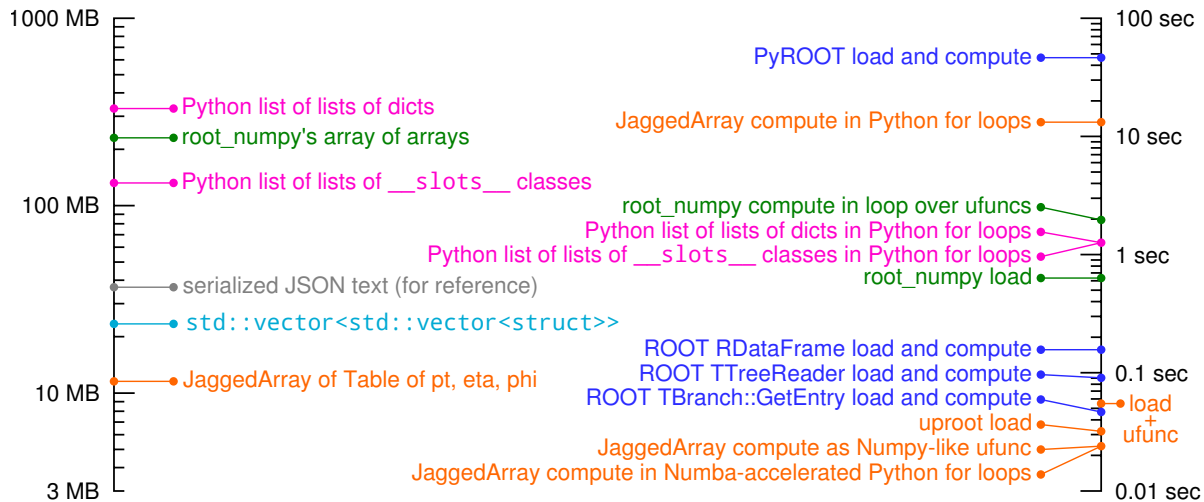 1000 MB
100 MB
10 MB
3 MB
Python list of lists of dicts
root_numpy's array of arrays
Python list of lists of __slots__ classes
serialized JSON text (for reference)
std::vector<std::vector<struct>>
JaggedArray of Table of pt, eta, phi
PyROOT load and compute
JaggedArray compute in Python for loops
root_numpy compute in loop over ufuncs
Python list of lists of dicts in Python for loops
Python list of lists of __slots__ classes in Python for loops
root_numpy load
ROOT RDataFrame load and compute
ROOT TTreeReader load and compute
ROOT TBranch::GetEntry load and compute
uproot load
JaggedArray compute as Numpy-like ufunc
JaggedArray compute in Numba-accelerated Python for loops
100 sec
10 sec
1 sec
0.1 sec
load
+
ufunc
0.01 sec